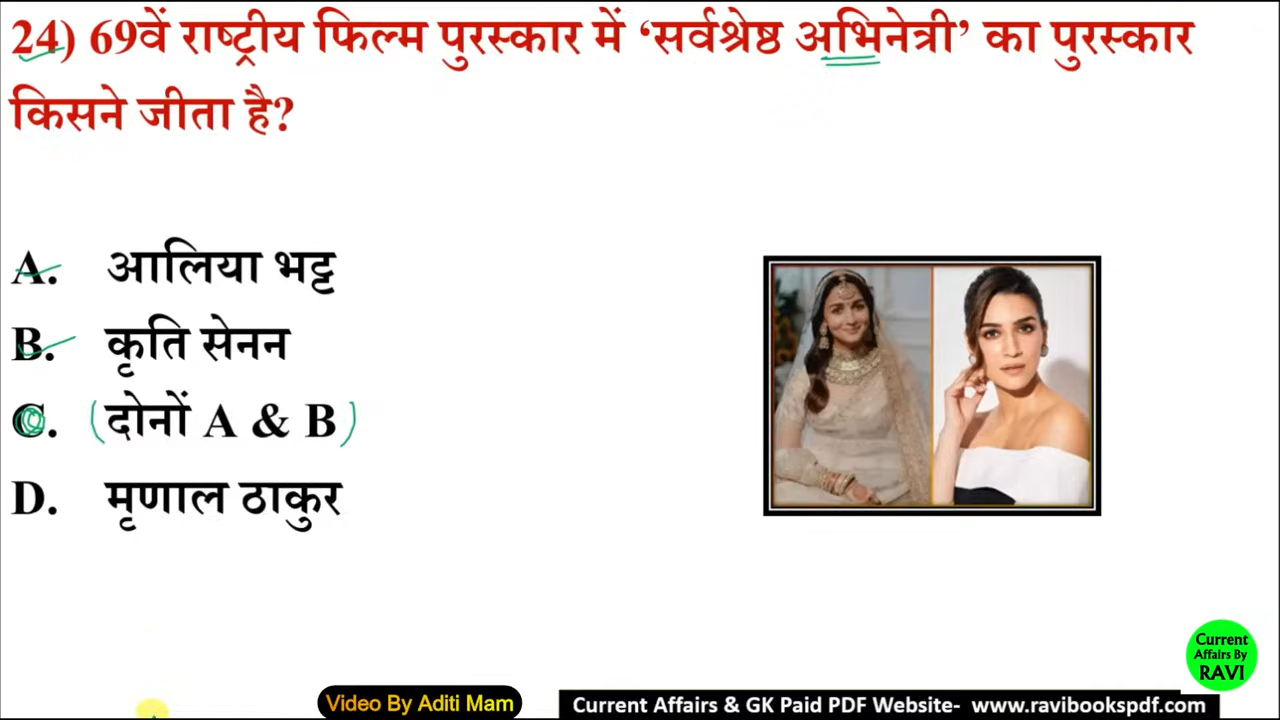 24) 69वें राष्ट्रीय फिल्म पुरस्कार में ‘सर्वश्रेष्ठ अभिनेत्री’ का पुरस्कार
किसने जीता है?
A. आलिया भट्ट
B. कृति सेनन
C. (दोनों A & B)
D. मृणाल ठाकुर
Current
Affairs By
RAVI
Video By Aditi Mam
Current Affairs & GK Paid PDF Website- www.ravibookspdf.com